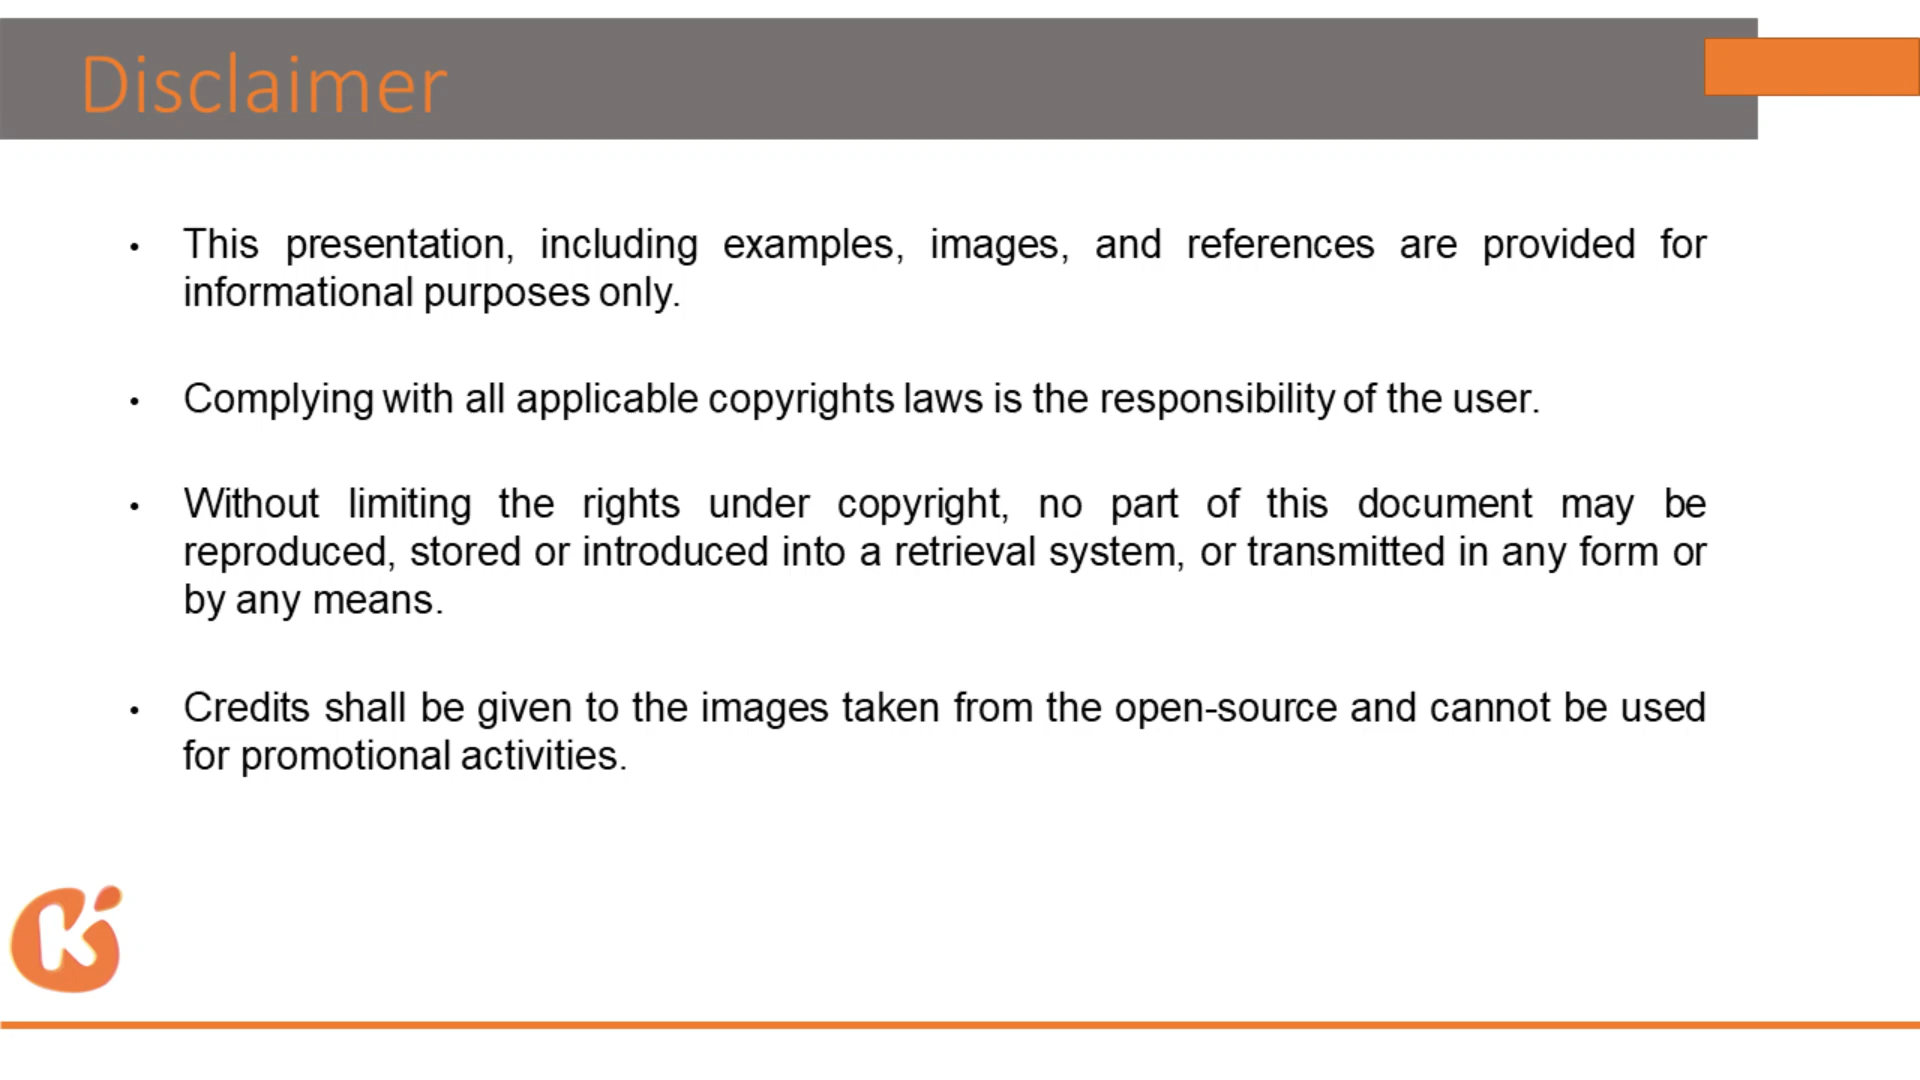 Disclaimer
• This presentation, including examples, images, and references are provided for
informational purposes only.
• Complying with all applicable copyrights laws is the responsibility of the user.
• Without limiting the rights under copyright, no part of this document may be
reproduced, stored or introduced into a retrieval system, or transmitted in any form or
by any means.
• Credits shall be given to the images taken from the open-source and cannot be used
for promotional activities.
K